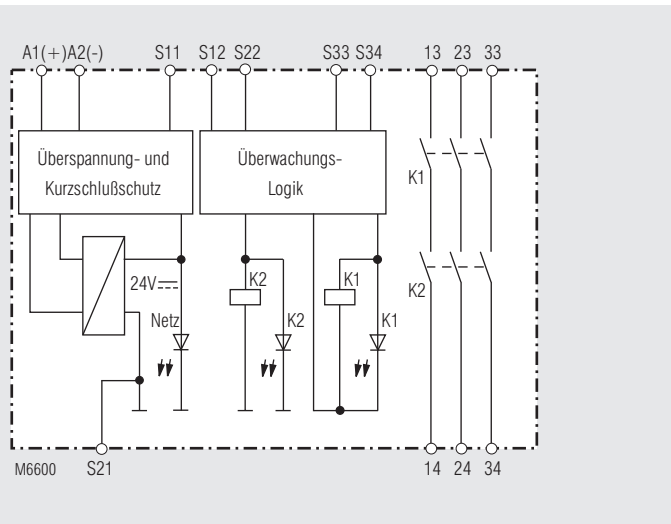 A1(+) A2(-) S11 S12 S22 S33 S34 13 23 33
Überspannung- und
Kurzschlußschutz
Überwachungs-
Logik
K1
24V
K2
K1
K2
Netz
K2
K1
M6600 S21 14 24 34